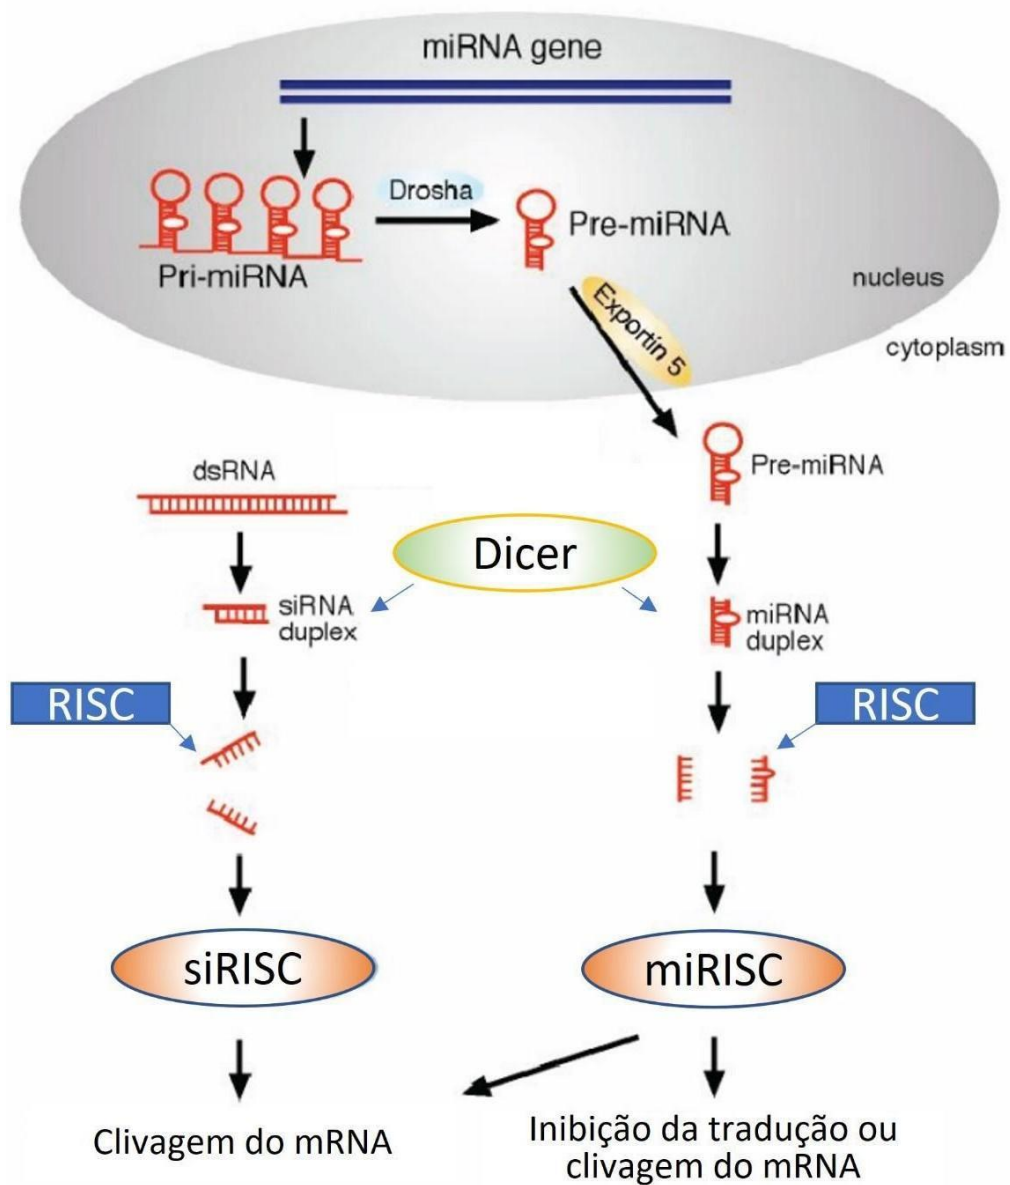 miRNA gene
Drosha
Pri-miRNA
Pre-miRNA
nucleus
Exportin 5
cytoplasm
dsRNA
Pre-miRNA
Dicer
siRNA
duplex
miRNA
duplex
RISC
RISC
siRISC
miRISC
Clivagem do mRNA
Inibição da tradução ou
clivagem do mRNA